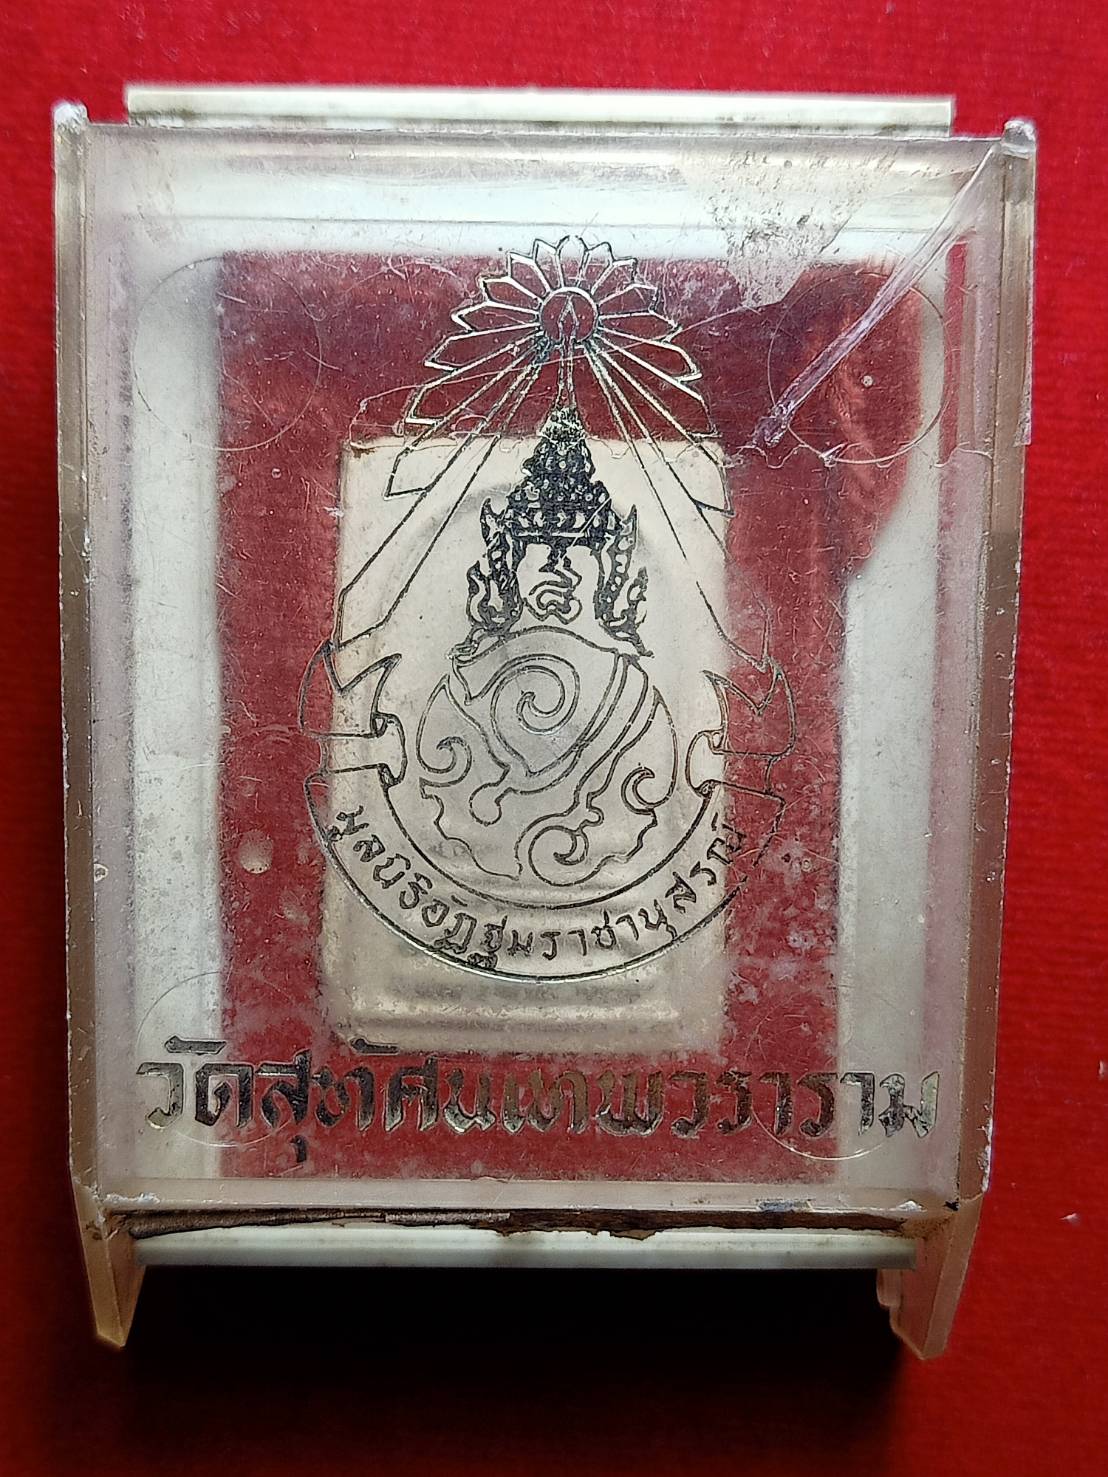 มูลนิธิอัฏฐมราชานุสรณ์
วัดสุทัศนเทพวราราม